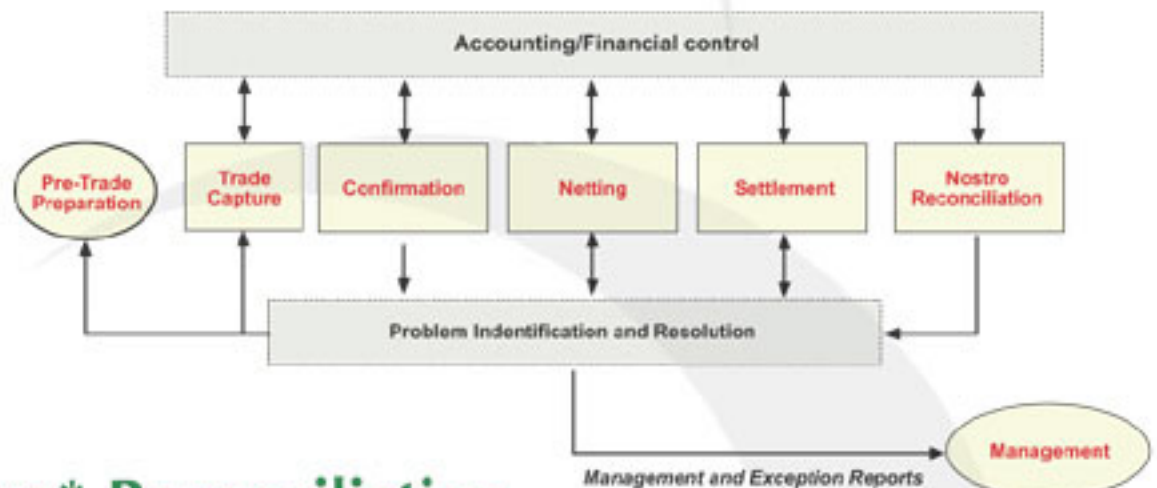 Accounting/Financial control
Pre-Trade
Preparation
Trade
Capture
Confirmation
Netting
Settlement
Nostro
Reconciliation
Problem Indentification and Resolution
Management
Management and Exception Reports